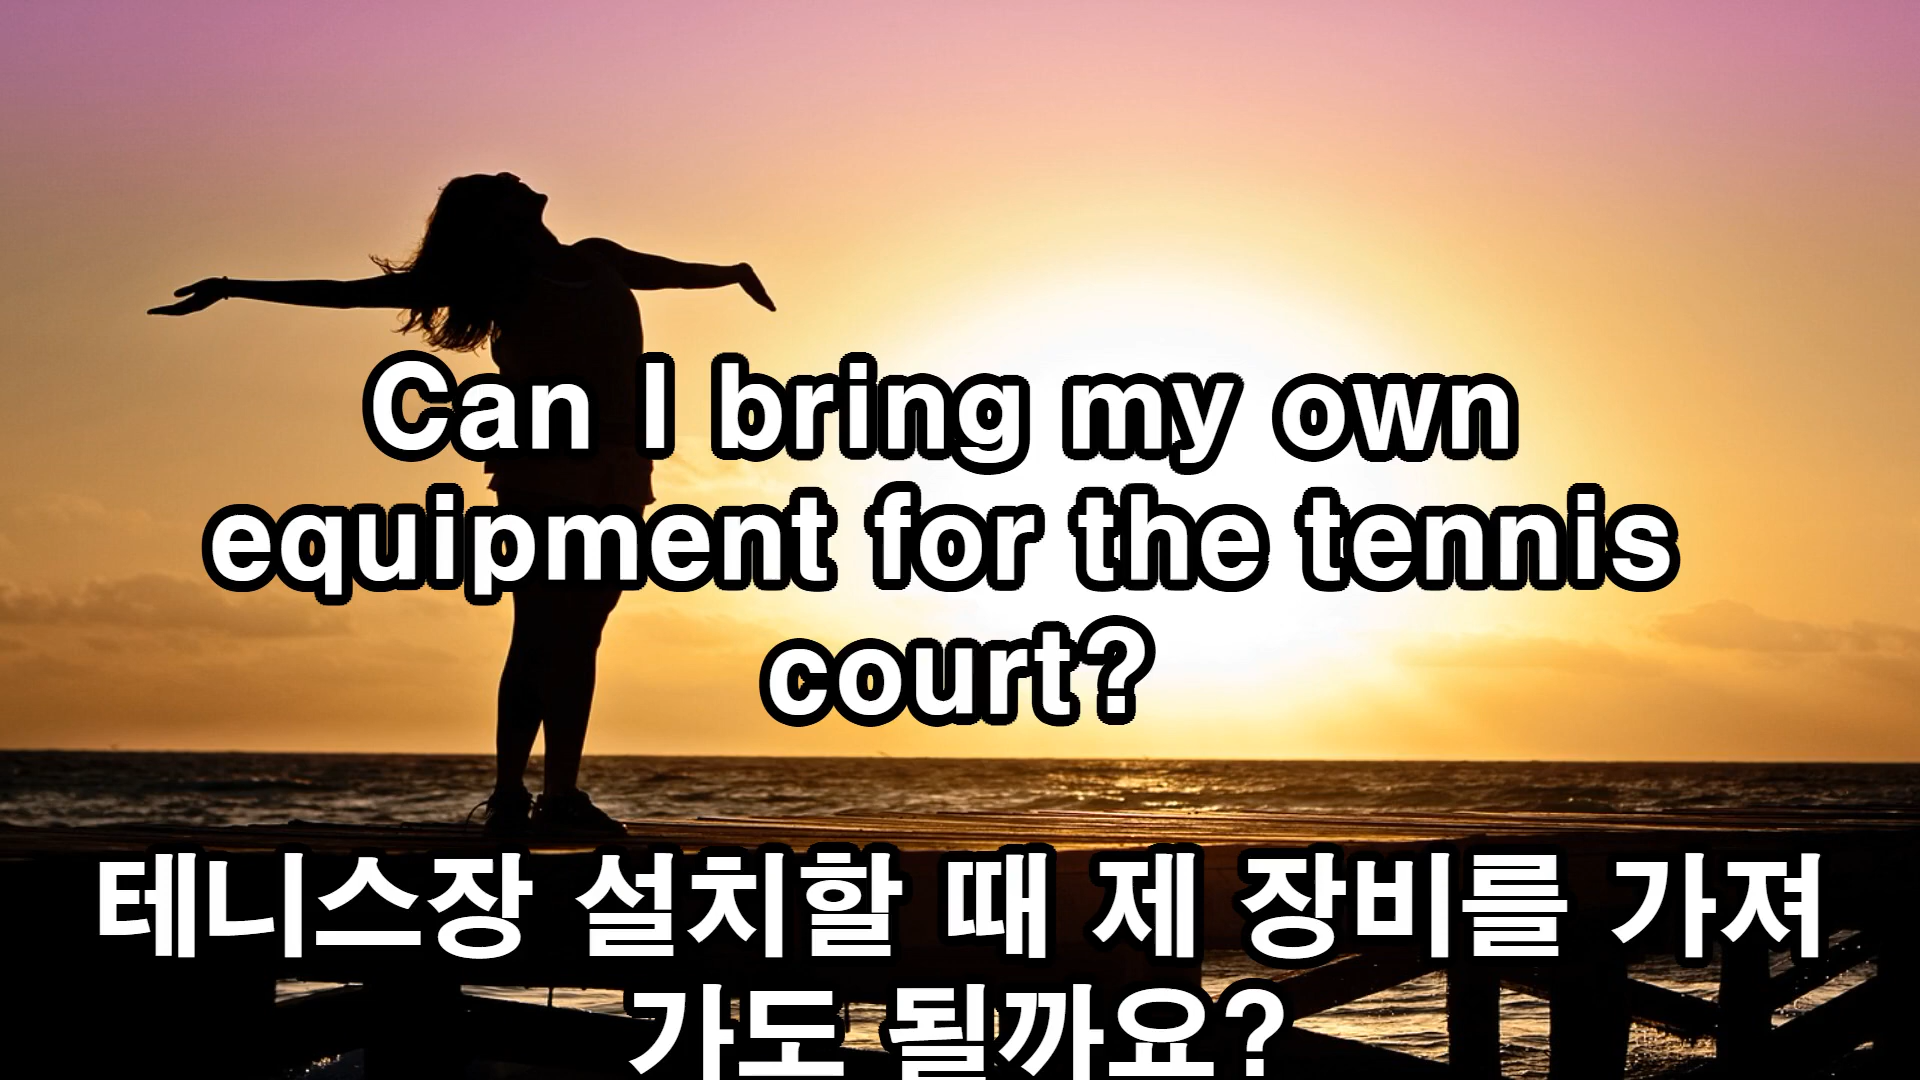 Can I bring my own
equipment for the tennis
court?
테니스장 설치할 때 제 장비를 가져
가도 될까요?